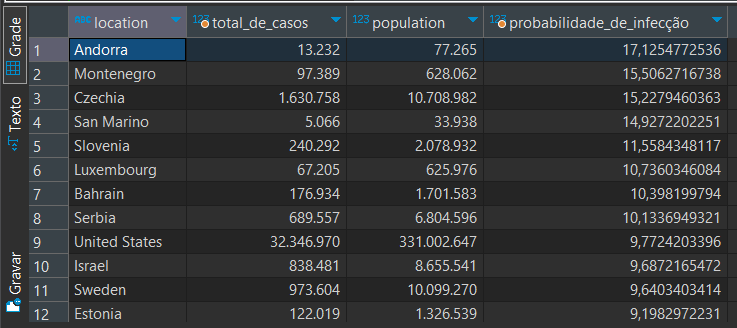 location total_de_casos population probabilidade_de_infecção
1 Andorra 13.232 77.265 17,1254772536
2 Montenegro 97.389 628.062 15,5062716738
3 Czechia 1.630.758 10.708.982 15,2279460363
4 San Marino 5.066 33.938 14,9272202251
5 Slovenia 240.292 2.078.932 11,5584348117
6 Luxembourg 67.205 625.976 10,7360346084
7 Bahrain 176.934 1.701.583 10,398199794
8 Serbia 689.557 6.804.596 10,1336949321
9 United States 32.346.970 331.002.647 9,7724203396
10 Israel 838.481 8.655.541 9,6872165472
11 Sweden 973.604 10.099.270 9,6403403414
12 Estonia 122.019 1.326.539 9,1982972231
Grade
Texto
Gravar
ABC
123
123
123